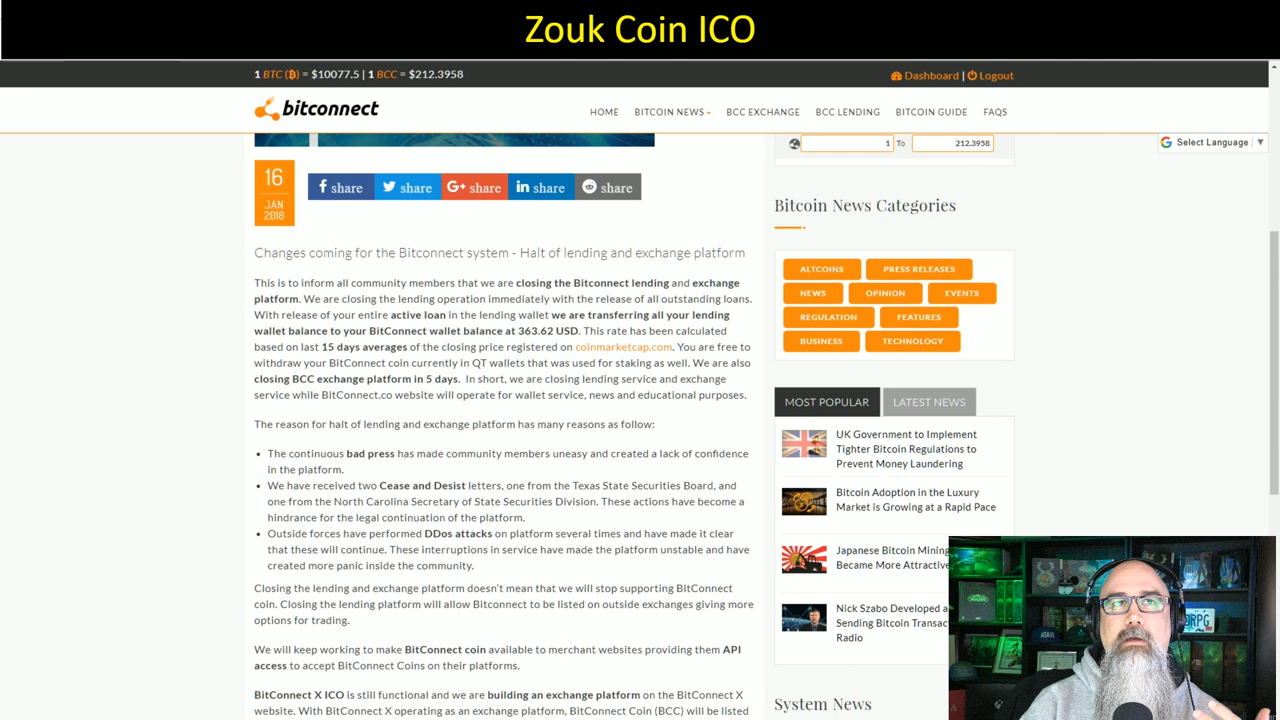 Zouk Coin ICO
1 BTC (₿) = $10077.5 | 1 BCC = $212.3958
Dashboard | Logout
bitconnect
HOME
BITCOIN NEWS
BCC EXCHANGE
BCC LENDING
BITCOIN GUIDE
FAQS
Select Language
1 To 212.3958
16
JAN
2018
share
share
share
share
share
Changes coming for the Bitconnect system - Halt of lending and exchange platform
This is to inform all community members that we are closing the Bitconnect lending and exchange
platform. We are closing the lending operation immediately with the release of all outstanding loans.
With release of your entire active loan in the lending wallet we are transferring all your lending
wallet balance to your BitConnect wallet balance at 363.62 USD. This rate has been calculated
based on last 15 days averages of the closing price registered on coinmarketcap.com. You are free to
withdraw your BitConnect coin currently in QT wallets that was used for staking as well. We are also
closing BCC exchange platform in 5 days. In short, we are closing lending service and exchange
service while BitConnect.co website will operate for wallet service, news and educational purposes.
The reason for halt of lending and exchange platform has many reasons as follow:
• The continuous bad press has made community members uneasy and created a lack of confidence
in the platform.
• We have received two Cease and Desist letters, one from the Texas State Securities Board, and
one from the North Carolina Secretary of State Securities Division. These actions have become a
hindrance for the legal continuation of the platform.
• Outside forces have performed DDos attacks on platform several times and have made it clear
that these will continue. These interruptions in service have made the platform unstable and have
created more panic inside the community.
Closing the lending and exchange platform doesn't mean that we will stop supporting BitConnect
coin. Closing the lending platform will allow Bitconnect to be listed on outside exchanges giving more
options for trading.
We will keep working to make BitConnect coin available to merchant websites providing them API
access to accept BitConnect Coins on their platforms.
BitConnect X ICO is still functional and we are building an exchange platform on the BitConnect X
website. With BitConnect X operating as an exchange platform, BitConnect Coin (BCC) will be listed
Bitcoin News Categories
ALTCOINS
PRESS RELEASES
NEWS
OPINION
EVENTS
REGULATION
FEATURES
BUSINESS
TECHNOLOGY
MOST POPULAR
LATEST NEWS
UK Government to Implement
Tighter Bitcoin Regulations to
Prevent Money Laundering
Bitcoin Adoption in the Luxury
Market is Growing at a Rapid Pace
Japanese Bitcoin Mining
Became More Attractive
Nick Szabo Developed a
Sending Bitcoin Transac
Radio
System News
ATARI